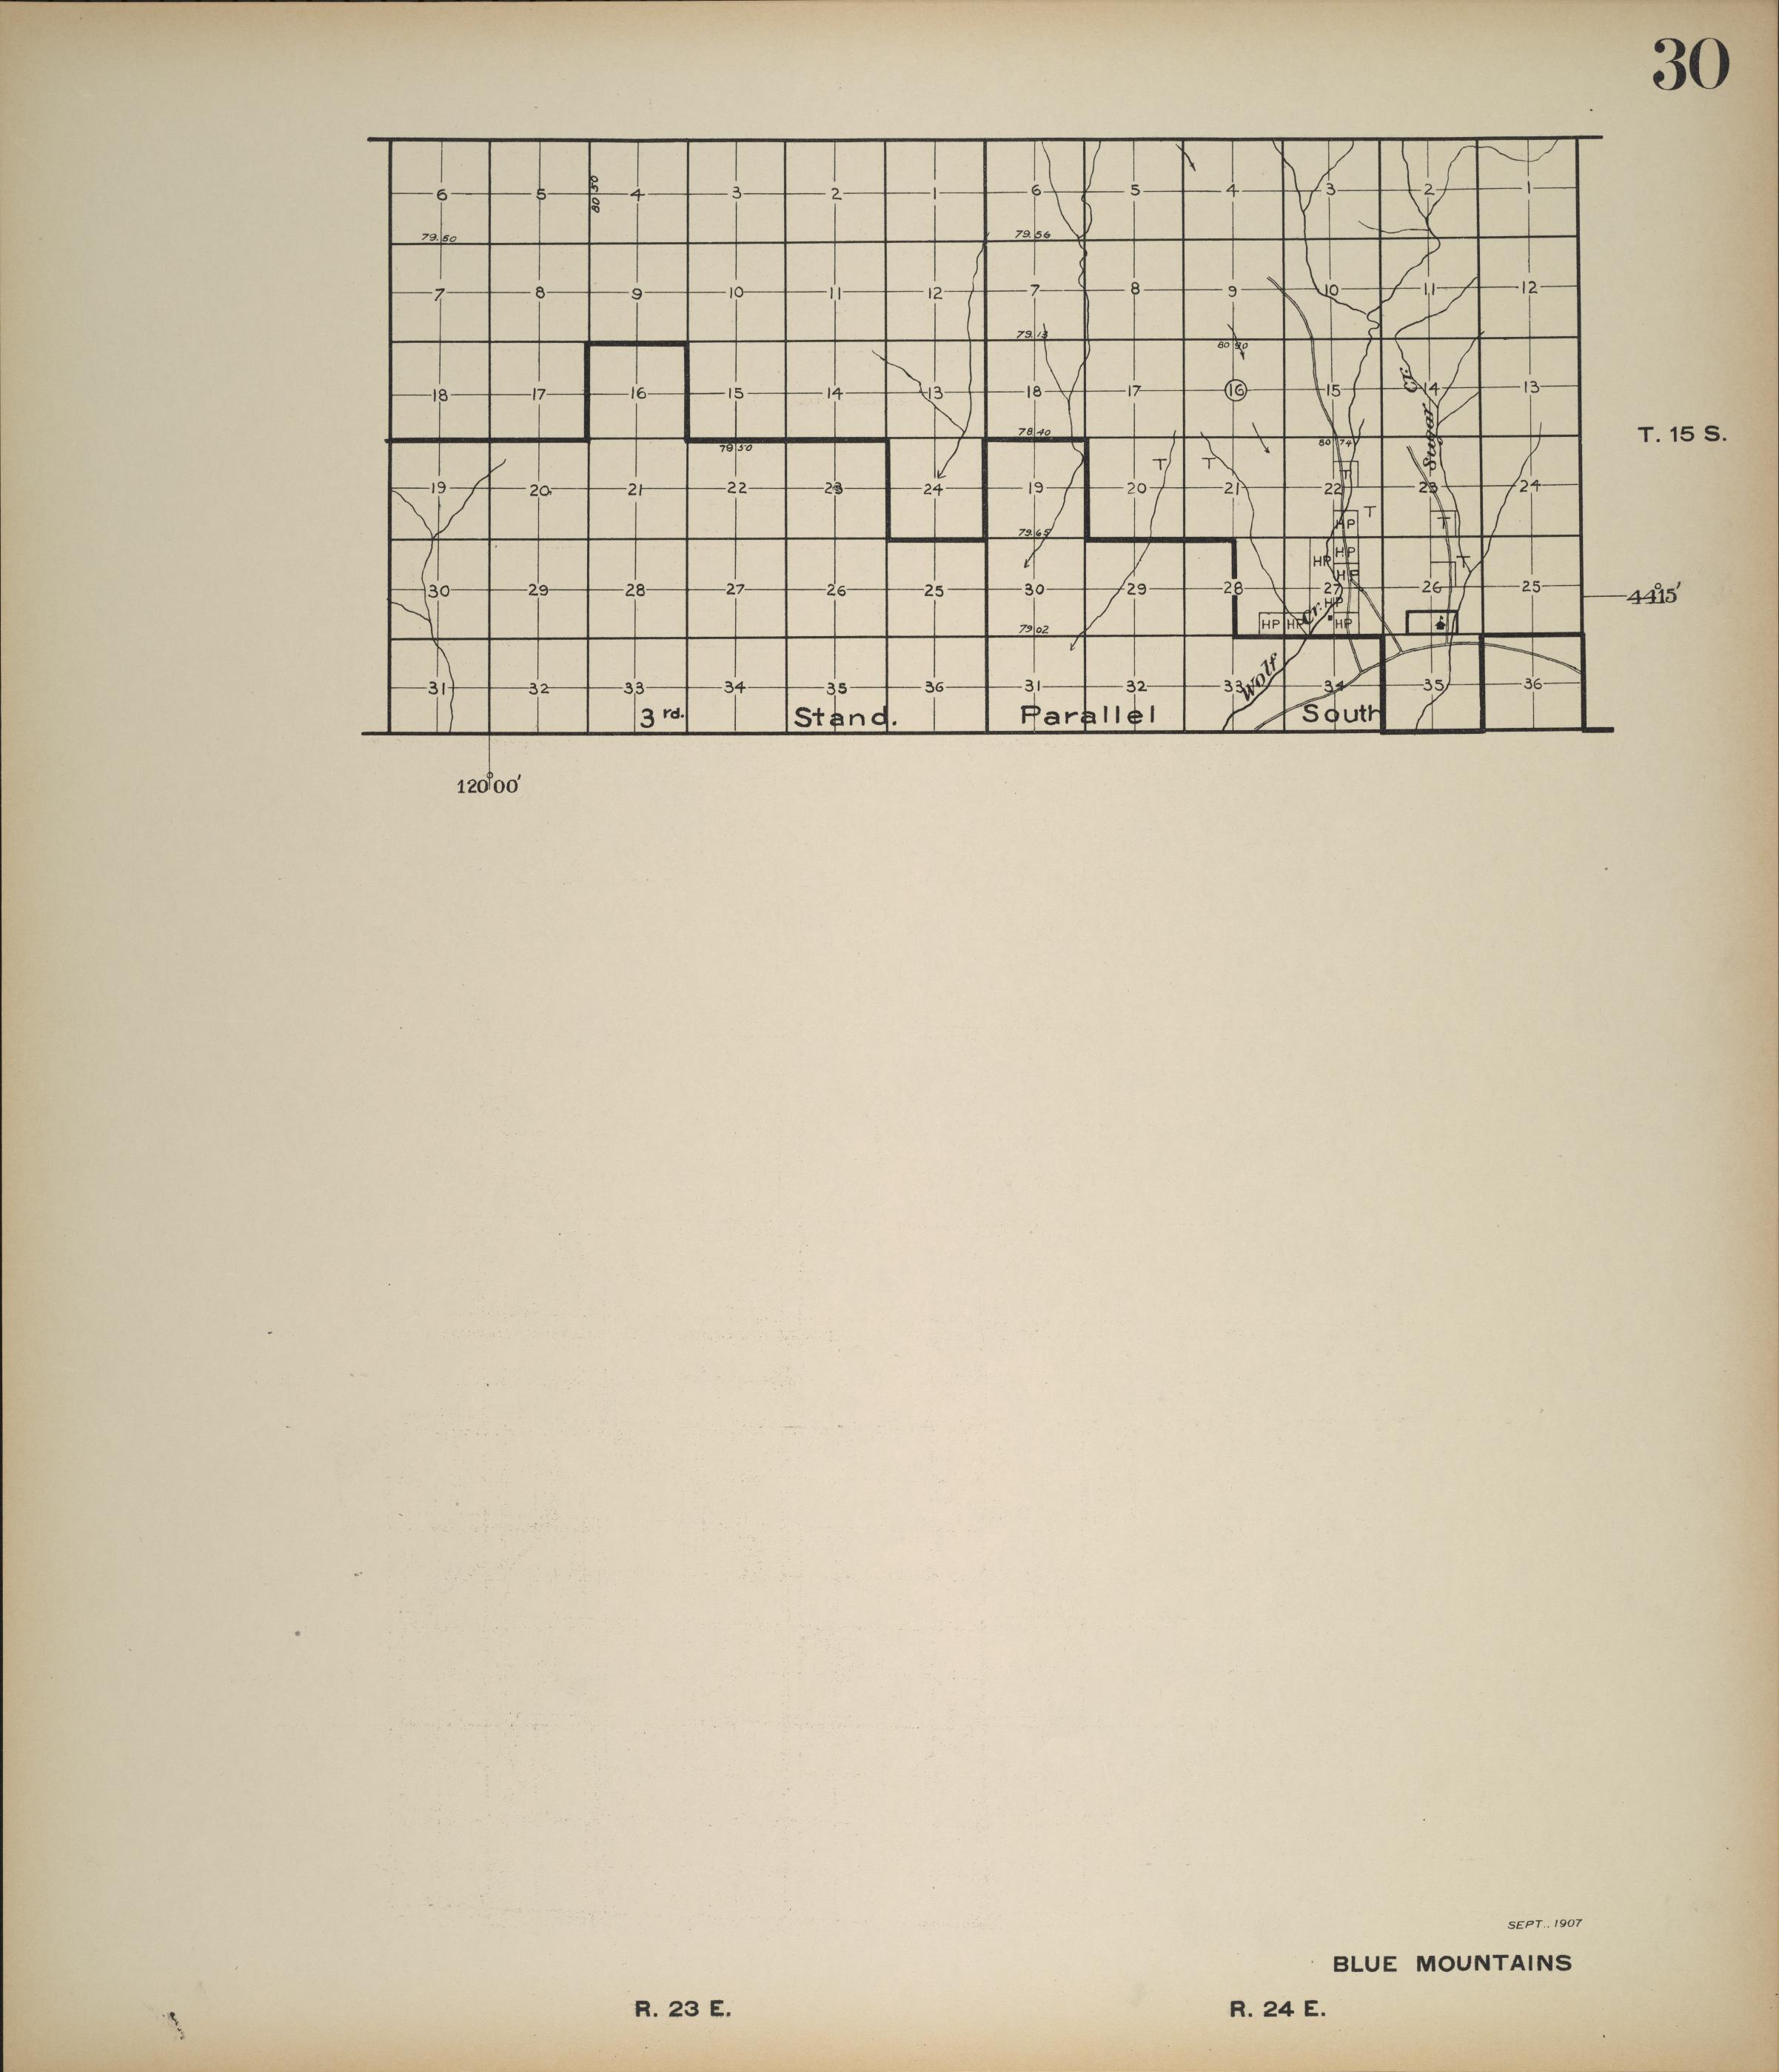 30
6 5 4 3 2 1 6 5 4 3 2 1
80 50
79.50
79.56
7 8 9 10 11 12 7 8 9 10 11 12
79.13
80 90
18 17 16 15 14 13 18 17 16 15 14 13
Cr.
Sugar
T. 15 S.
79 50
78.40
80 74
T T T
19 20 21 22 23 24 19 20 21 22 23 24
T
HP T
79.65
HP
HP T
HP
30 29 28 27 26 25 30 29 28 27 26 25
44°15'
HP
HP HP Cr. HP
79 02
Wolf
31 32 33 34 35 36 31 32 33 34 35 36
3 rd. Stand. Parallel South
120°00'
SEPT.. 1907
BLUE MOUNTAINS
R. 23 E. R. 24 E.